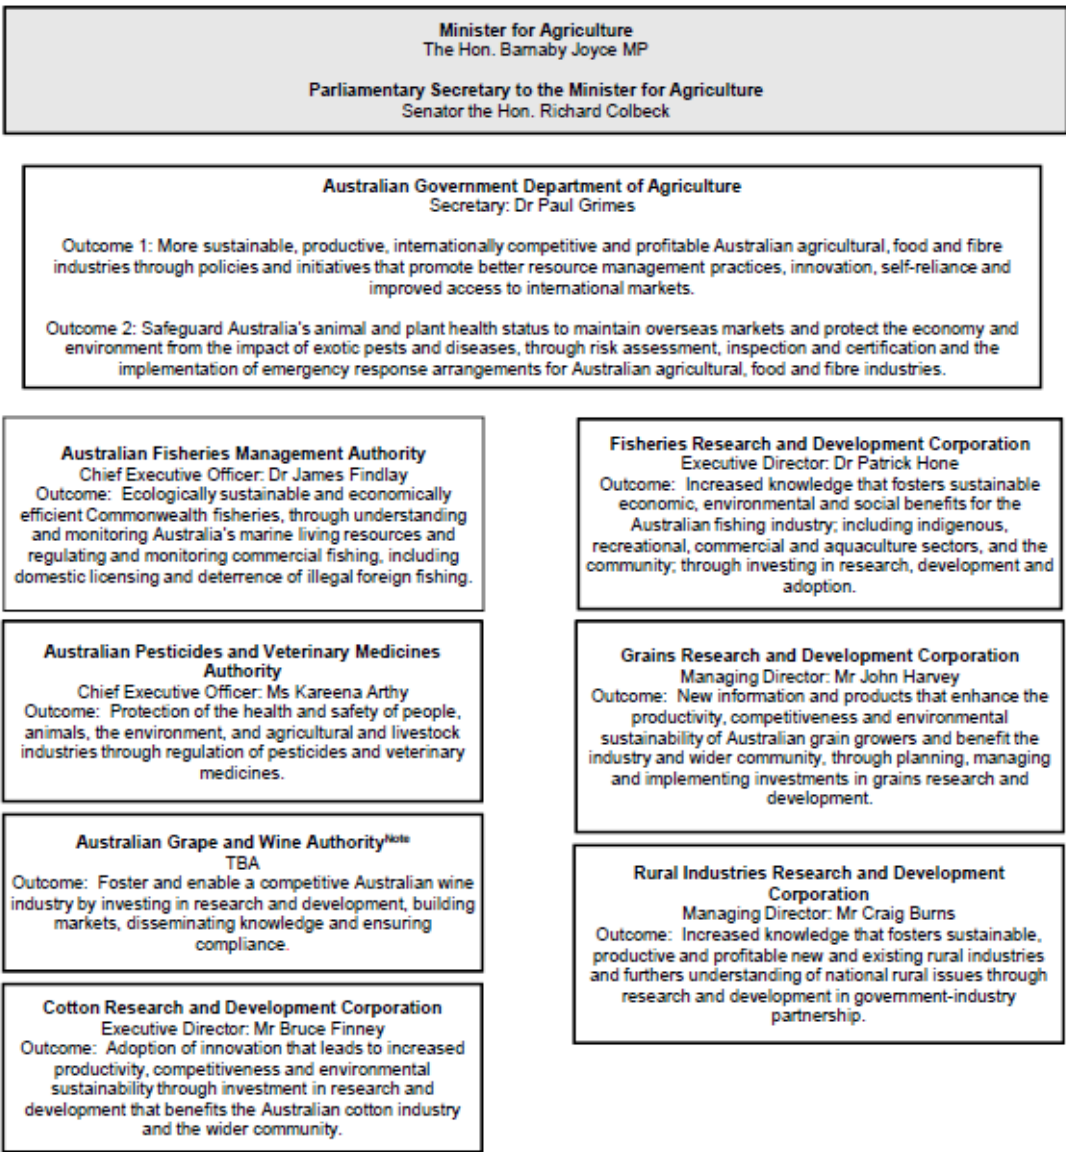 Minister for Agriculture
The Hon. Barnaby Joyce MP
Parliamentary Secretary to the Minister for Agriculture
Senator the Hon. Richard Colbeck
Australian Government Department of Agriculture
Secretary: Dr Paul Grimes
Outcome 1: More sustainable, productive, internationally competitive and profitable Australian agricultural, food and fibre
industries through policies and initiatives that promote better resource management practices, innovation, self-reliance and
improved access to international markets.
Outcome 2: Safeguard Australia's animal and plant health status to maintain overseas markets and protect the economy and
environment from the impact of exotic pests and diseases, through risk assessment, inspection and certification and the
implementation of emergency response arrangements for Australian agricultural, food and fibre industries.
Australian Fisheries Management Authority
Chief Executive Officer: Dr James Findlay
Outcome: Ecologically sustainable and economically
efficient Commonwealth fisheries, through understanding
and monitoring Australia's marine living resources and
regulating and monitoring commercial fishing, including
domestic licensing and deterrence of illegal foreign fishing.
Australian Pesticides and Veterinary Medicines
Authority
Chief Executive Officer: Ms Kareena Arthy
Outcome: Protection of the health and safety of people,
animals, the environment, and agricultural and livestock
industries through regulation of pesticides and veterinary
medicines.
Australian Grape and Wine Authority Note
TBA
Outcome: Foster and enable a competitive Australian wine
industry by investing in research and development, building
markets, disseminating knowledge and ensuring
compliance.
Cotton Research and Development Corporation
Executive Director: Mr Bruce Finney
Outcome: Adoption of innovation that leads to increased
productivity, competitiveness and environmental
sustainability through investment in research and
development that benefits the Australian cotton industry
and the wider community.
Fisheries Research and Development Corporation
Executive Director: Dr Patrick Hone
Outcome: Increased knowledge that fosters sustainable
economic, environmental and social benefits for the
Australian fishing industry; including indigenous,
recreational, commercial and aquaculture sectors, and the
community; through investing in research, development and
adoption.
Grains Research and Development Corporation
Managing Director: Mr John Harvey
Outcome: New information and products that enhance the
productivity, competitiveness and environmental
sustainability of Australian grain growers and benefit the
industry and wider community, through planning, managing
and implementing investments in grains research and
development.
Rural Industries Research and Development
Corporation
Managing Director: Mr Craig Burns
Outcome: Increased knowledge that fosters sustainable,
productive and profitable new and existing rural industries
and furthers understanding of national rural issues through
research and development in government-industry
partnership.